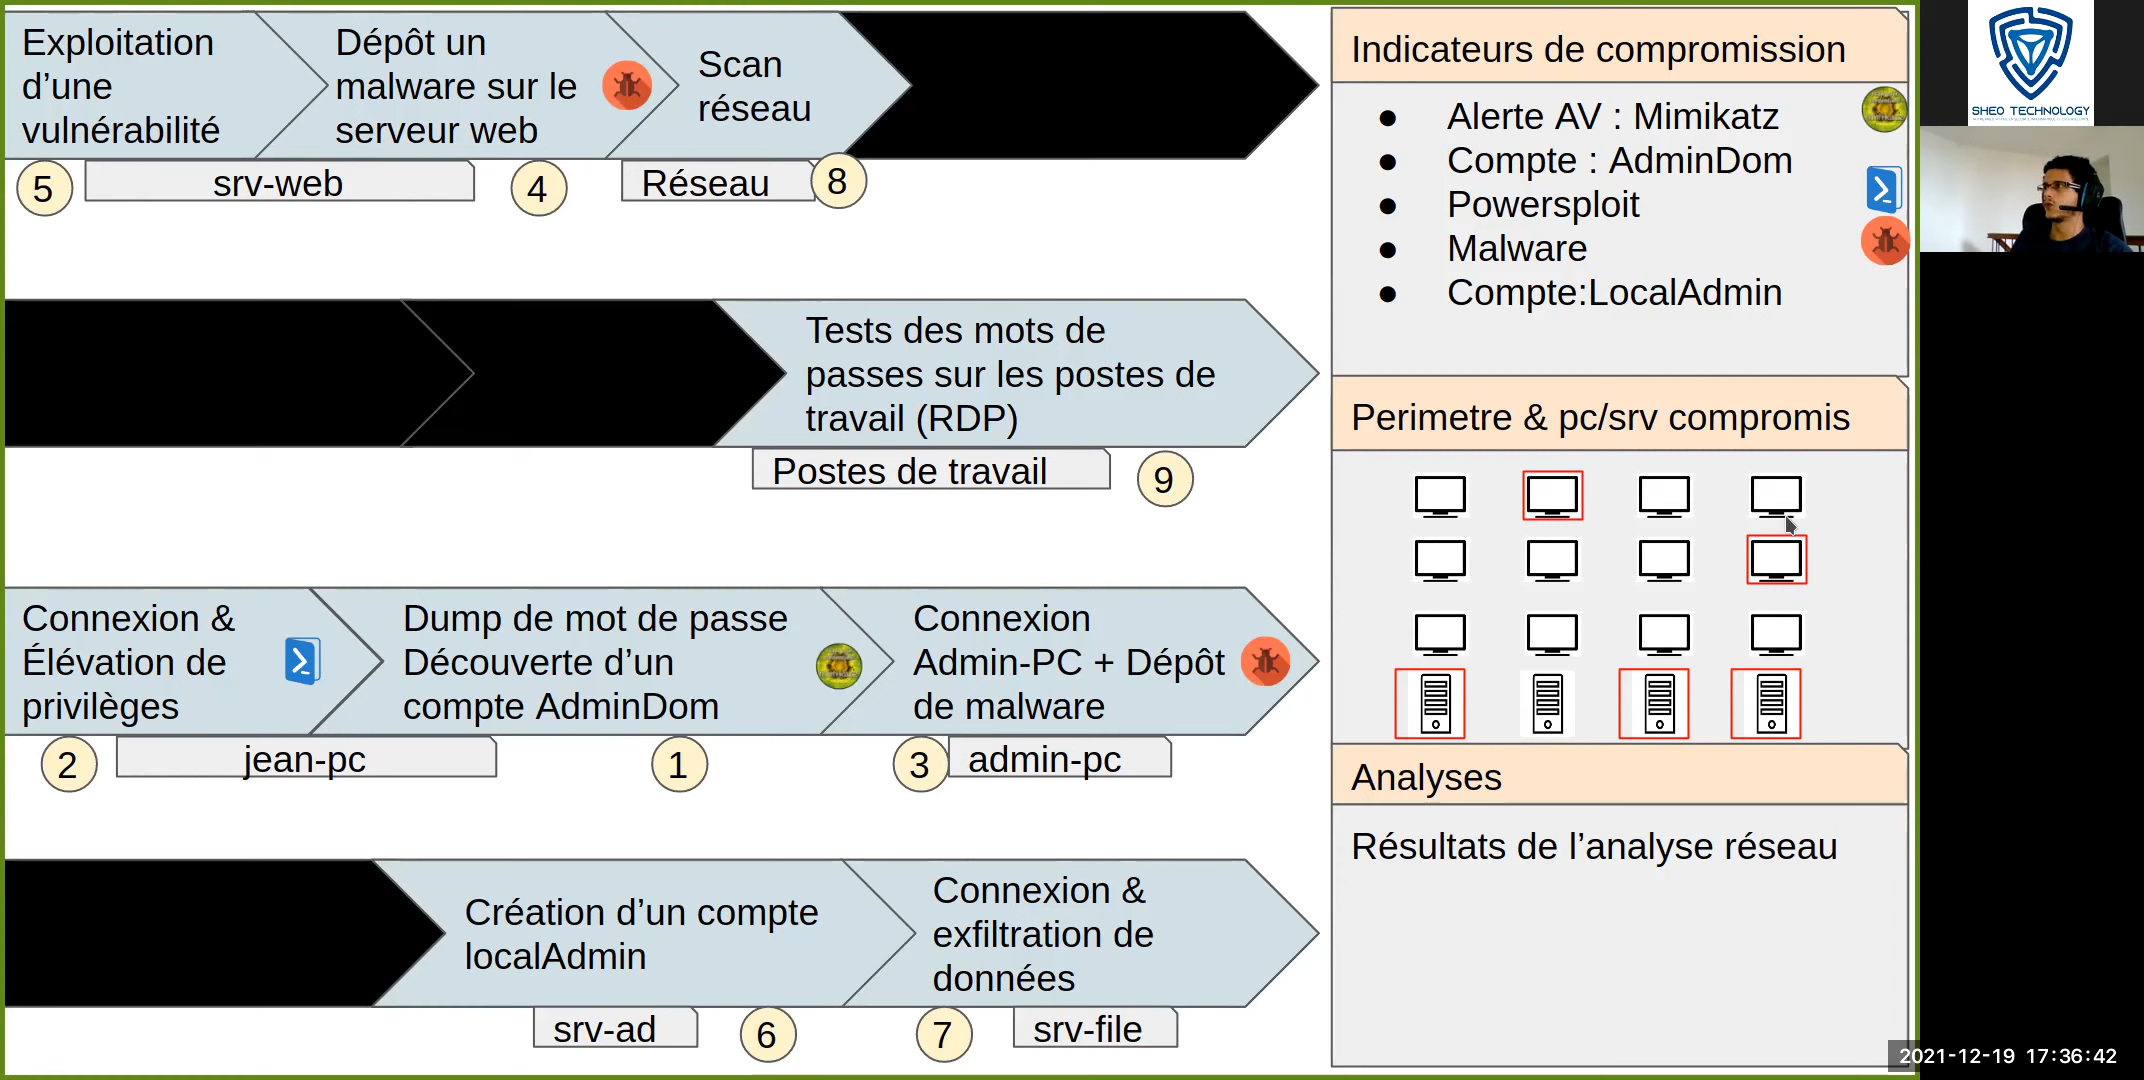 Exploitation
d’une
vulnérabilité
Dépôt un
malware sur le
serveur web
Scan
réseau
5
srv-web
4
Réseau
8
Tests des mots de
passes sur les postes de
travail (RDP)
Postes de travail
9
Connexion &
Élévation de
privilèges
Dump de mot de passe
Découverte d’un
compte AdminDom
Connexion
Admin-PC + Dépôt
de malware
2
jean-pc
1
3
admin-pc
Création d’un compte
localAdmin
Connexion &
exfiltration de
données
srv-ad
6
7
srv-file
Indicateurs de compromission
● Alerte AV : Mimikatz
● Compte : AdminDom
● Powersploit
● Malware
● Compte:LocalAdmin
Perimetre & pc/srv compromis
Analyses
Résultats de l’analyse réseau
SHEO TECHNOLOGY
2021-12-19 17:36:42